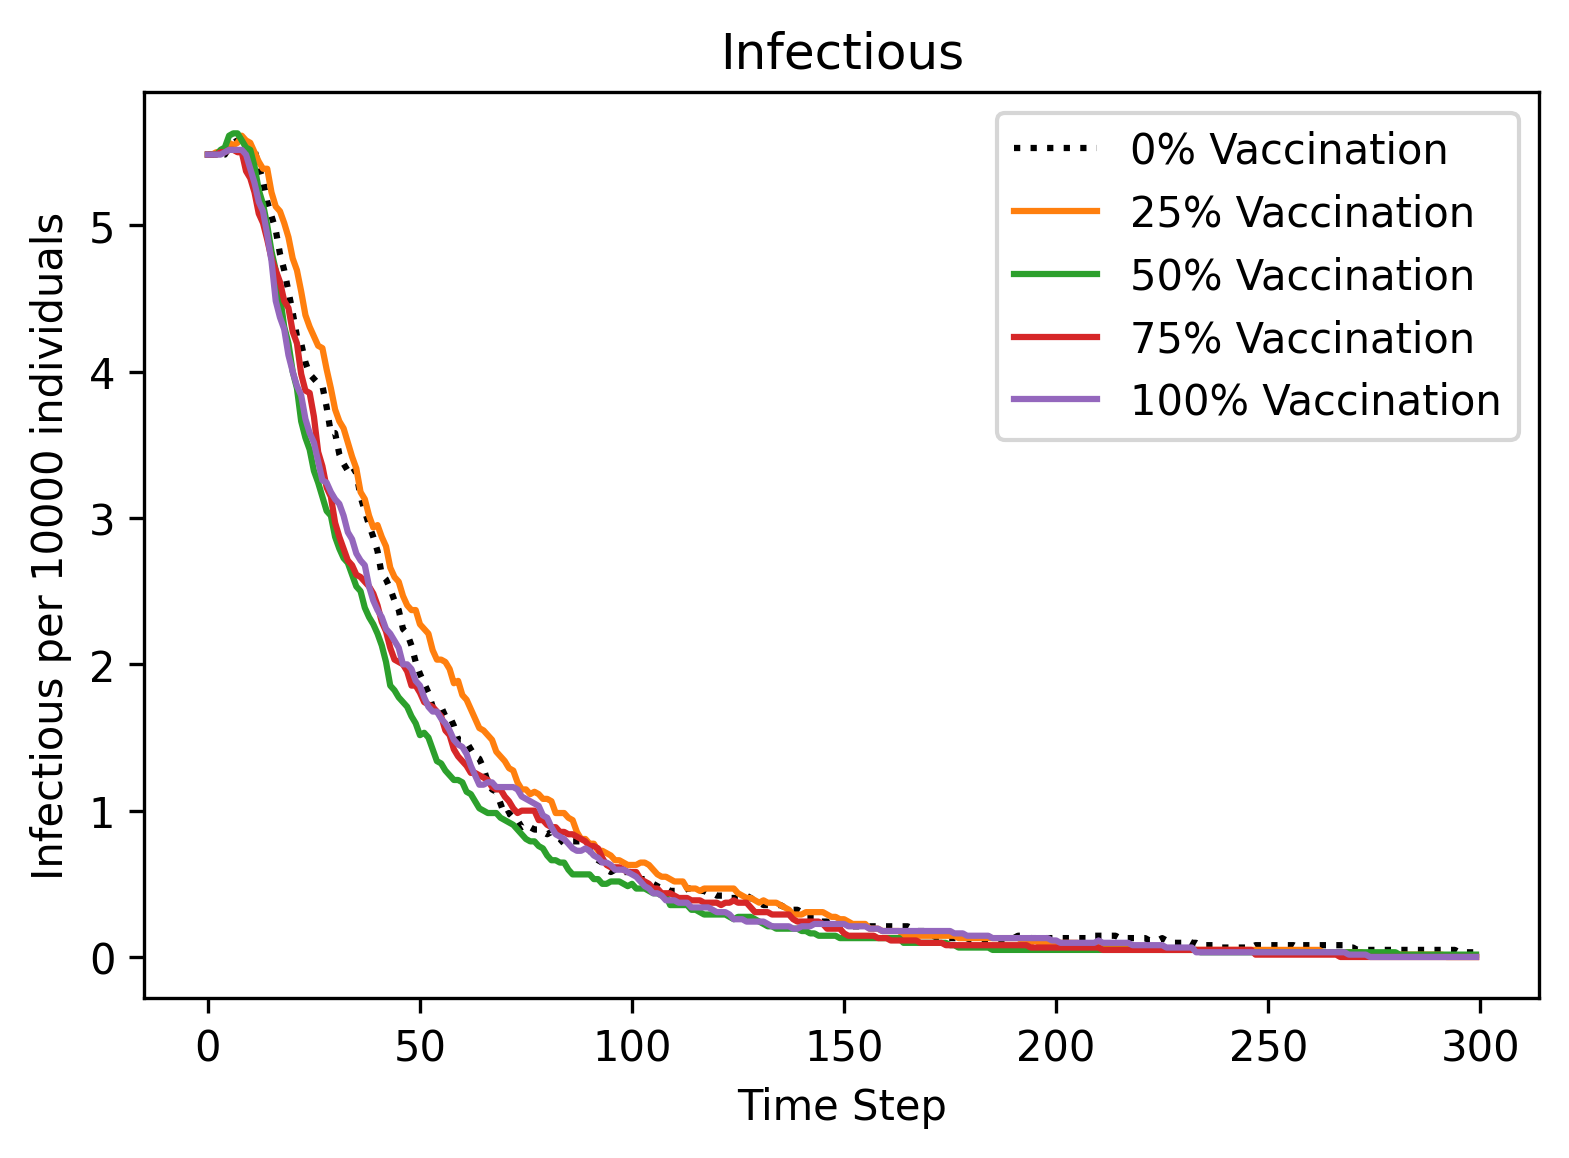 Infectious
Infectious per 10000 individuals
5
4
3
2
1
0
0% Vaccination
25% Vaccination
50% Vaccination
75% Vaccination
100% Vaccination
0 50 100 150 200 250 300
Time Step